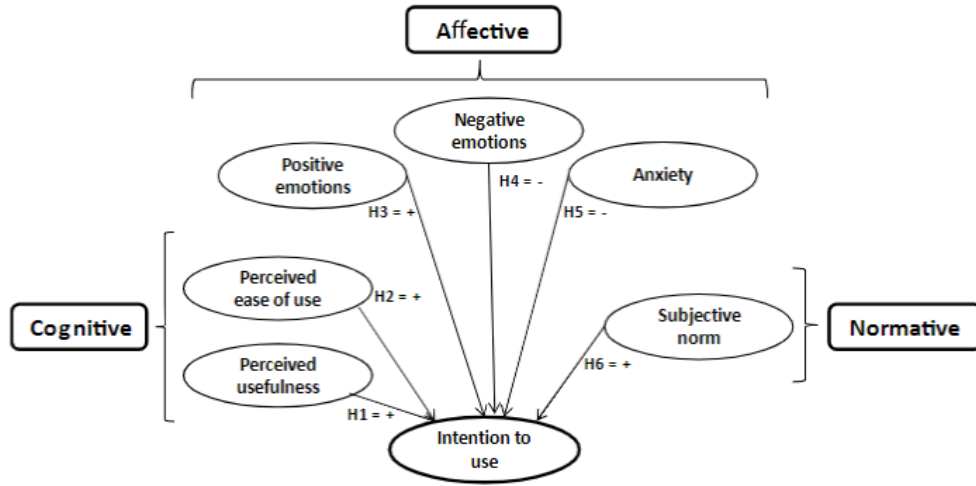 Affective
Negative
emotions
Positive
emotions
Anxiety
H4 = -
H3 = +
H5 = -
Perceived
ease of use
H2 = +
Cognitive
Subjective
norm
Normative
Perceived
usefulness
H6 = +
H1 = +
Intention to
use